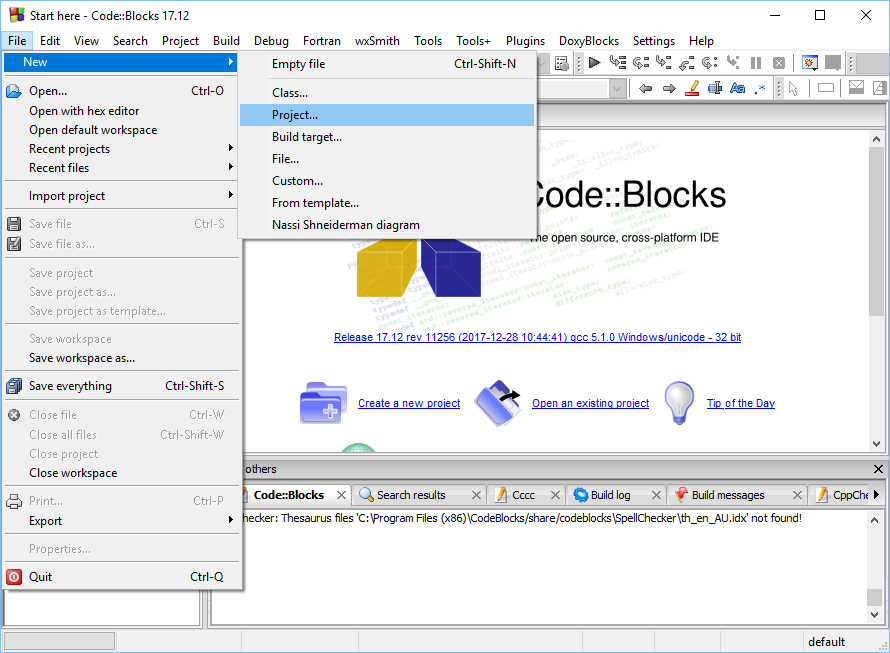 Start here - Code::Blocks 17.12
File Edit View Search Project Build Debug Fortran wxSmith Tools Tools+ Plugins DoxyBlocks Settings Help
New
Open... Ctrl-O
Open with hex editor
Open default workspace
Recent projects
Recent files
Import project
Save file Ctrl-S
Save file as...
Save project
Save project as...
Save project as template...
Save workspace
Save workspace as...
Save everything Ctrl-Shift-S
Close file Ctrl-W
Close all files Ctrl-Shift-W
Close project
Close workspace
Print... Ctrl-P
Export
Properties...
Quit Ctrl-Q
Empty file Ctrl-Shift-N
Class...
Project...
Build target...
File...
Custom...
From template...
Nassi Shneiderman diagram
Code::Blocks
The open source, cross-platform IDE
Release 17.12 rev 11256 (2017-12-28 10:44:41) gcc 5.1.0 Windows/unicode - 32 bit
Create a new project Open an existing project Tip of the Day
others
Code::Blocks Search results Cccc Build log Build messages CppChe
hecker: Thesaurus files 'C:\Program Files (x86)\CodeBlocks/share/codeblocks\SpellChecker\th_en_AU.idx' not found!
default